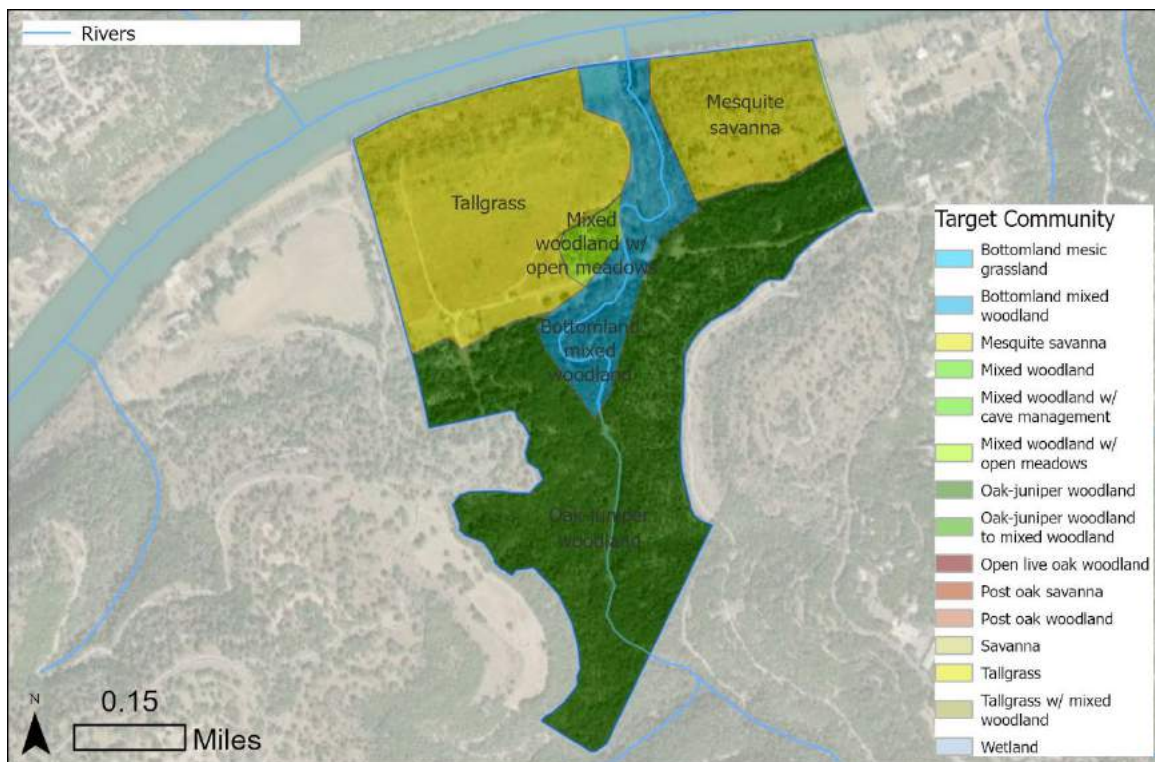 Rivers
Mesquite
savanna
Tallgrass
Mixed
woodland w/
open meadows
Bottomland
mixed
woodland
Oak-juniper
woodland
Target Community
Bottomland mesic
grassland
Bottomland mixed
woodland
Mesquite savanna
Mixed woodland
Mixed woodland w/
cave management
Mixed woodland w/
open meadows
Oak-juniper woodland
Oak-juniper woodland
to mixed woodland
Open live oak woodland
Post oak savanna
Post oak woodland
Savanna
Tallgrass
Tallgrass w/ mixed
woodland
Wetland
N
0.15
Miles